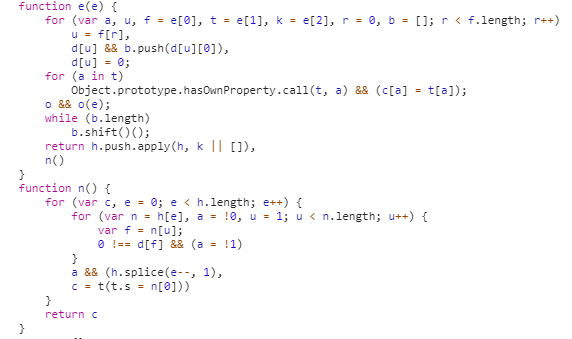 function e(e) {
    for (var a, u, f = e[0], t = e[1], k = e[2], r = 0, b = []; r < f.length; r++)
        u = f[r],
        d[u] && b.push(d[u][0]),
        d[u] = 0;
    for (a in t)
        Object.prototype.hasOwnProperty.call(t, a) && (c[a] = t[a]);
    o && o(e);
    while (b.length)
        b.shift()();
    return h.push.apply(h, k || []),
    n()
}
function n() {
    for (var c, e = 0; e < h.length; e++) {
        for (var n = h[e], a = !0, u = 1; u < n.length; u++) {
            var f = n[u];
            0 !== d[f] && (a = !1)
        }
        a && (h.splice(e--, 1),
        c = t(t.s = n[0]))
    }
    return c
}